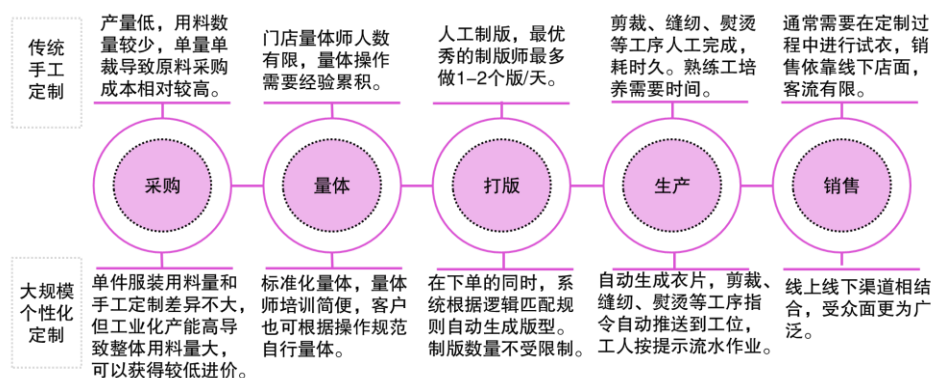 传统
手工
定制
产量低，用料数
量较少，单量单
裁导致原料采购
成本相对较高。
门店量体师人数
有限，量体操作
需要经验累积。
人工制版，最优
秀的制版师最多
做1-2个版/天。
剪裁、缝纫、熨烫
等工序人工完成，
耗时久。熟练工培
养需要时间。
通常需要在定制过
程中进行试衣，销
售依靠线下店面，
客流有限。
采购
量体
打版
生产
销售
大规模
个性化
定制
单件服装用料量和
手工定制差异不大，
但工业化产能高导
致整体用料量大，
可以获得较低进价。
标准化量体，量体
师培训简便，客户
也可根据操作规范
自行量体。
在下单的同时，系
统根据逻辑匹配规
则自动生成版型。
制版数量不受限制。
自动生成衣片，剪裁、
缝纫、熨烫等工序指
令自动推送到工位，
工人按提示流水作业。
线上线下渠道相结
合，受众面更为广
泛。